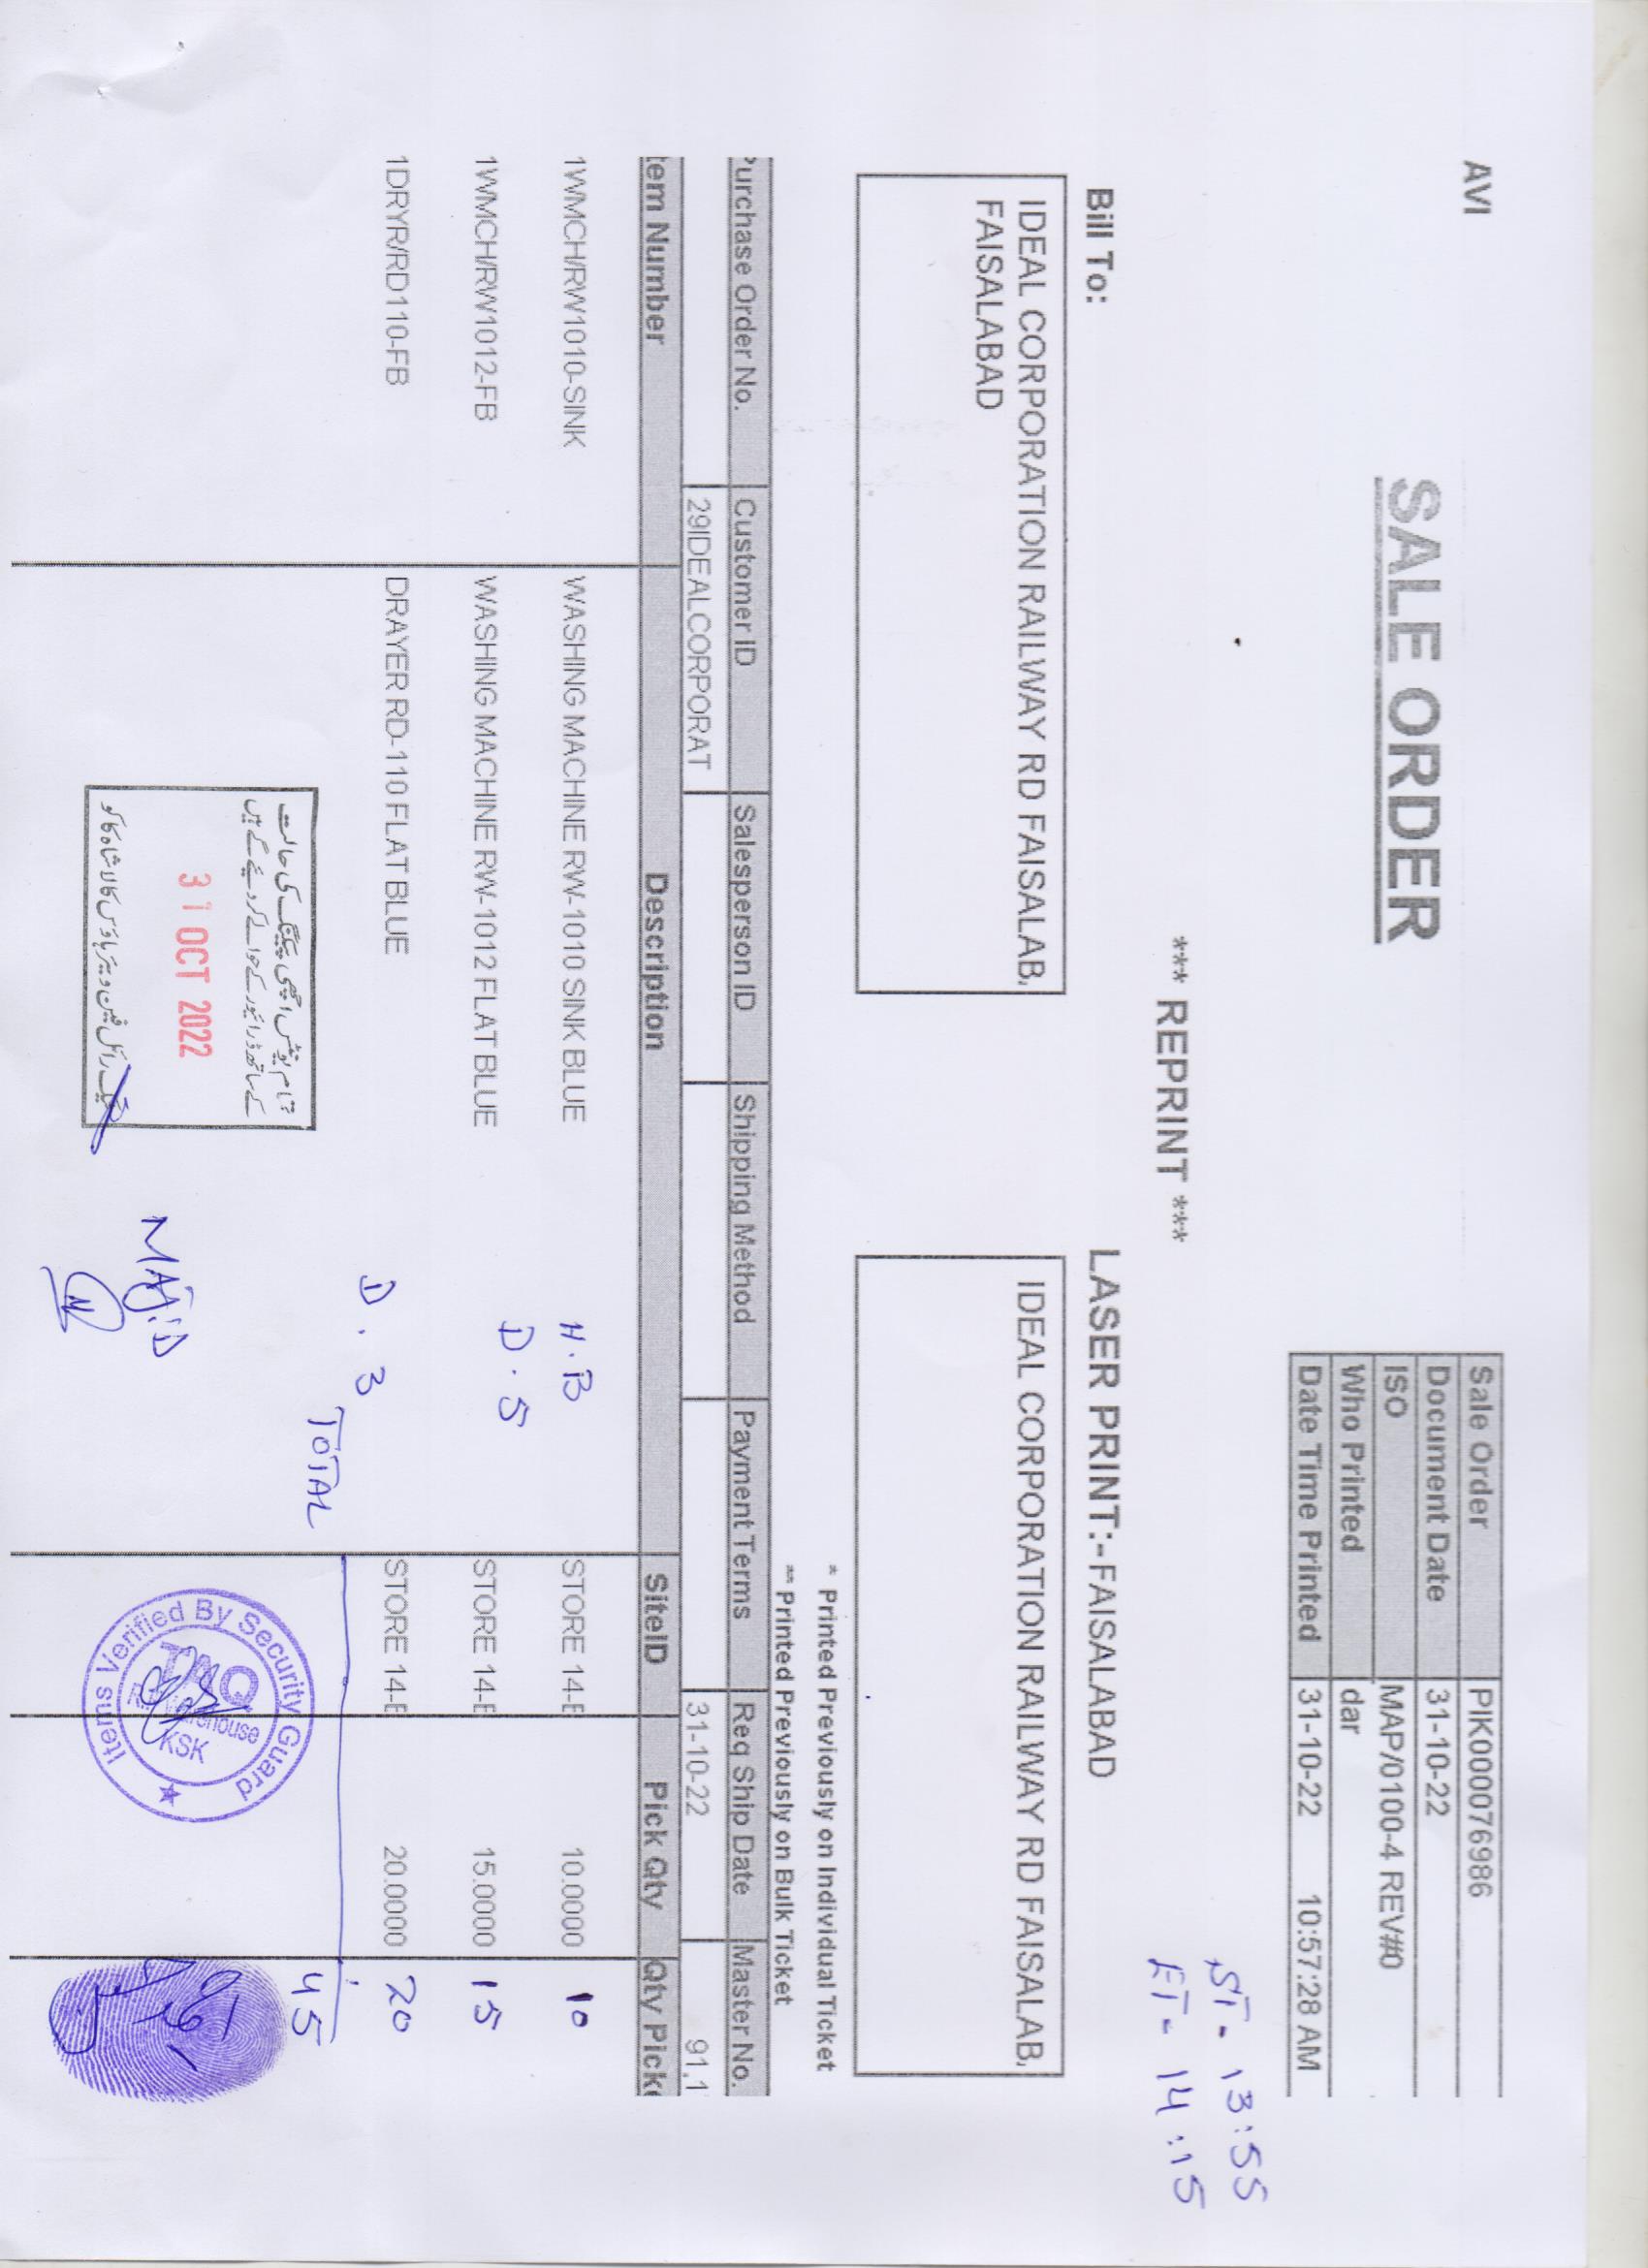 AVI
SALE ORDER
Sale Order PIK000076986
Document Date 31-10-22
ISO MAP/0100-4 REV#0
Who Printed dar
Date Time Printed 31-10-22 10:57:28 AM
ST- 13:55
ET- 14:15
*** REPRINT ***
Bill To:
LASER PRINT:-FAISALABAD
IDEAL CORPORATION RAILWAY RD FAISALAB
FAISALABAD
IDEAL CORPORATION RAILWAY RD FAISALAB
* Printed Previously on Individual Ticket
** Printed Previously on Bulk Ticket
Purchase Order No. Customer ID Salesperson ID Shipping Method Payment Terms Req Ship Date Master No.
29IDEALCORPORAT 31-10-22 91,1
tem Number Description SiteID Pick Qty Qty Picke
1WMCH/RW1010-SINK WASHING MACHINE RW-1010 SINK BLUE H.B STORE 14-E 10.0000 10
D.5
1WMCH/RW1012-FB WASHING MACHINE RW-1012 FLAT BLUE STORE 14-E 15.0000 15
1DRYR/RD110-FB DRAYER RD-110 FLAT BLUE STORE 14-E 20.0000 20
D.3
TOTAL 45
تمام یونٹس اچھی پیکنگ کی حالت
کے ساتھ ڈرائیور کے حوالے کر دیئے گے ہیں
31 OCT 2022
رائل فین ویئر ہاؤس کالا شاہ کاکو
MAJID
Items Verified By Security Guard
KSK